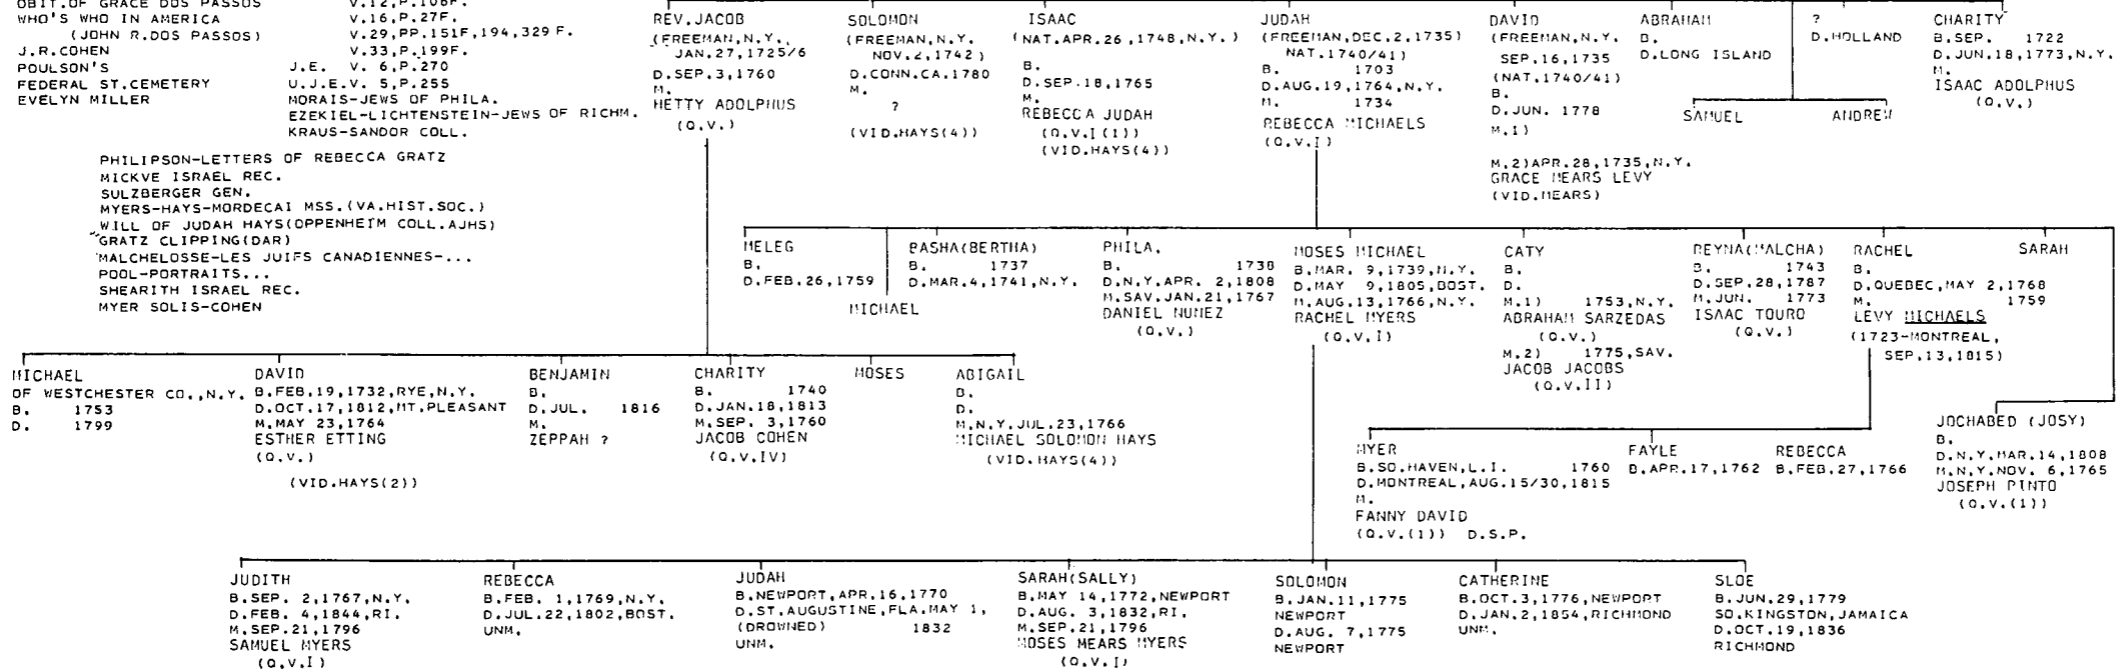 OBIT.OF GRACE DOS PASSOS V.12,P.106F.
WHO'S WHO IN AMERICA V.16,P.27F.
(JOHN R.DOS PASSOS) V.29,PP.151F,194,329 F.
J.R.COHEN V.33,P.199F.
POULSON'S J.E. V. 6,P.270
FEDERAL ST.CEMETERY U.J.E.V. 5,P.255
EVELYN MILLER MORAIS-JEWS OF PHILA.
EZEKIEL-LICHTENSTEIN-JEWS OF RICHM.
KRAUS-SANDOR COLL.
PHILIPSON-LETTERS OF REBECCA GRATZ
MICKVE ISRAEL REC.
SULZBERGER GEN.
MYERS-HAYS-MORDECAI MSS.(VA.HIST.SOC.)
WILL OF JUDAH HAYS(OPPENHEIM COLL.AJHS)
GRATZ CLIPPING(DAR)
MALCHELOSSE-LES JUIFS CANADIENNES-...
POOL-PORTRAITS...
SHEARITH ISRAEL REC.
MYER SOLIS-COHEN
REV.JACOB
(FREEMAN,N.Y.
JAN.27,1725/6
D.SEP.3,1760
M.
HETTY ADOLPHUS
(Q.V.)
SOLOMON
(FREEMAN,N.Y.
NOV.2,1742)
D.CONN.CA.1780
M.
?
(VID.HAYS(4))
ISAAC
(NAT.APR.26,1748,N.Y.)
B.
D.SEP.18,1765
M.
REBECCA JUDAH
(Q.V.I(1))
(VID.HAYS(4))
JUDAH
(FREEMAN,DEC.2,1735)
NAT.1740/41)
B. 1703
D.AUG.19,1764,N.Y.
M. 1734
REBECCA MICHAELS
(Q.V.I)
DAVID
(FREEMAN,N.Y.
SEP.16,1735
(NAT.1740/41)
B.
D.JUN. 1778
M.1)
M.2)APR.28,1735,N.Y.
GRACE MEARS LEVY
(VID.MEARS)
ABRAHAM
B.
D.LONG ISLAND
?
D.HOLLAND
SAMUEL
ANDREW
CHARITY
B.SEP. 1722
D.JUN.18,1773,N.Y.
M.
ISAAC ADOLPHUS
(Q.V.)
MELEG
B.
D.FEB.26,1759
MICHAEL
BASHA(BERTHA)
B. 1737
D.MAR.4,1741,N.Y.
PHILA.
B. 1738
D.N.Y.APR. 2,1808
M.SAV.JAN.21,1767
DANIEL NUNEZ
(Q.V.)
MOSES MICHAEL
B.MAR. 9,1739,N.Y.
D.MAY 9,1805,BOST.
M.AUG.13,1766,N.Y.
RACHEL MYERS
(Q.V.I)
CATY
B.
D.
M.1) 1753,N.Y.
ABRAHAM SARZEDAS
(Q.V.)
M.2) 1775,SAV.
JACOB JACOBS
(Q.V.II)
REYNA(MALCHA)
B. 1743
D.SEP.28,1787
M.JUN. 1773
ISAAC TOURO
(Q.V.)
RACHEL
B.
D.QUEBEC,MAY 2,1768
M. 1759
LEVY MICHAELS
(1723-MONTREAL,
SEP.13,1815)
SARAH
MICHAEL
OF WESTCHESTER CO.,N.Y.
B. 1753
D. 1799
DAVID
B.FEB.19,1732,RYE,N.Y.
D.OCT.17,1812,MT.PLEASANT
M.MAY 23,1764
ESTHER ETTING
(Q.V.)
(VID.HAYS(2))
BENJAMIN
B.
D.JUL. 1816
M.
ZEPPAH ?
CHARITY
B. 1740
D.JAN.18,1813
M.SEP. 3,1760
JACOB COHEN
(Q.V.IV)
MOSES
ABIGAIL
B.
D.
M.N.Y.JUL.23,1766
MICHAEL SOLOMON HAYS
(VID.HAYS(4))
MYER
B.SO.HAVEN,L.I. 1760
D.MONTREAL,AUG.15/30,1815
M.
FANNY DAVID
(Q.V.(1)) D.S.P.
FAYLE
B.APR.17,1762
REBECCA
B.FEB.27,1766
JOCHABED (JOSY)
B.
D.N.Y.MAR.14,1808
M.N.Y.NOV. 6,1765
JOSEPH PINTO
(Q.V.(1))
JUDITH
B.SEP. 2,1767,N.Y.
D.FEB. 4,1844,RI.
M.SEP.21,1796
SAMUEL MYERS
(Q.V.I)
REBECCA
B.FEB. 1,1769,N.Y.
D.JUL.22,1802,BOST.
UNM.
JUDAH
B.NEWPORT,APR.16,1770
D.ST.AUGUSTINE,FLA.MAY 1,
(DROWNED) 1832
UNM.
SARAH(SALLY)
B.MAY 14,1772,NEWPORT
D.AUG. 3,1832,RI.
M.SEP.21,1796
MOSES MEARS MYERS
(Q.V.I)
SOLOMON
B.JAN.11,1775
NEWPORT
D.AUG. 7,1775
NEWPORT
CATHERINE
B.OCT.3,1776,NEWPORT
D.JAN.2,1854,RICHMOND
UNM.
SLOE
B.JUN.29,1779
SO.KINGSTON,JAMAICA
D.OCT.19,1836
RICHMOND